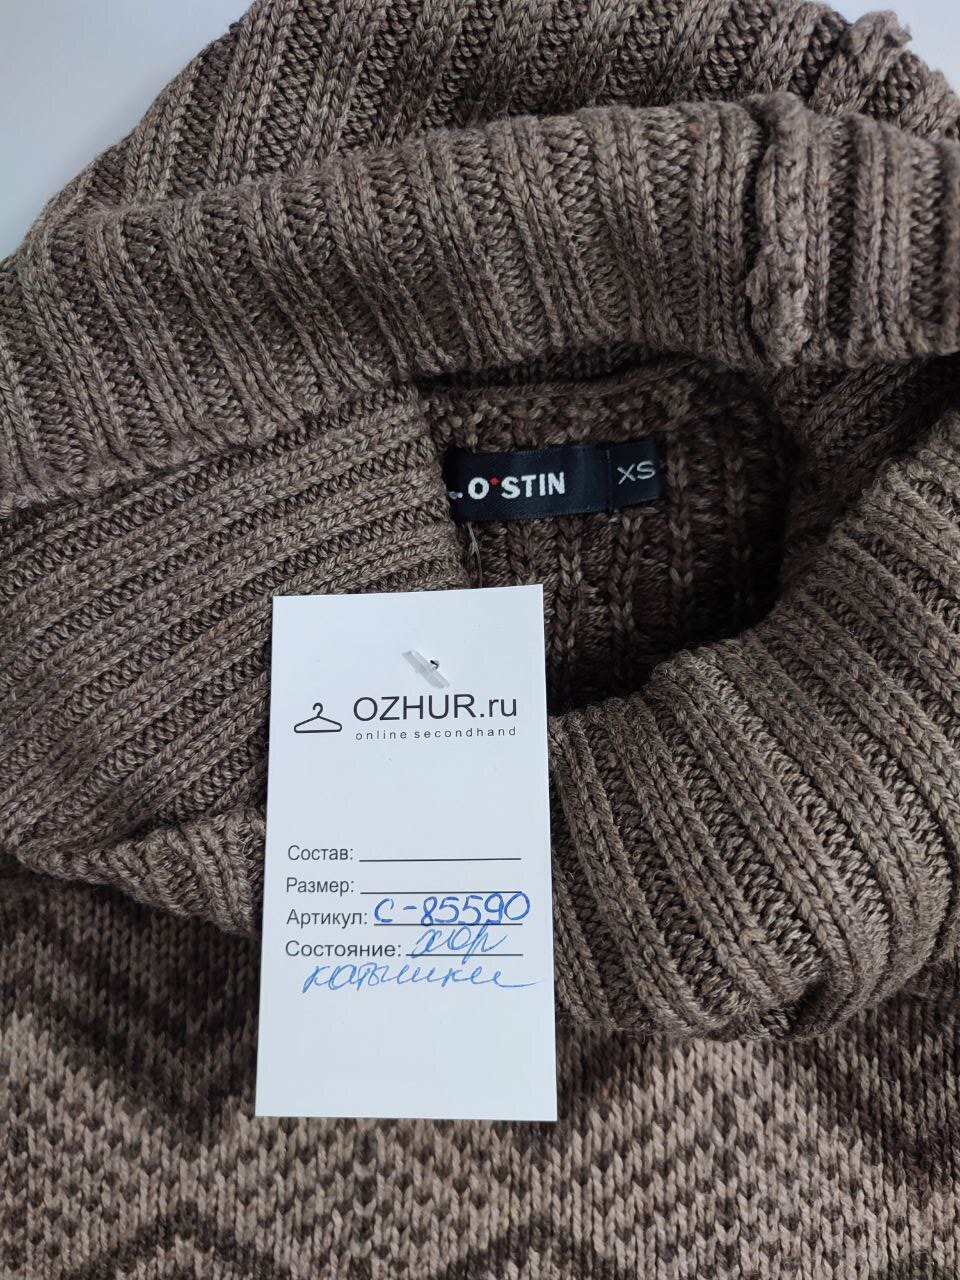 O*STIN XS
OZHUR.ru
online secondhand
Состав:
Размер:
Артикул: С-85590
Состояние: хор
катышки